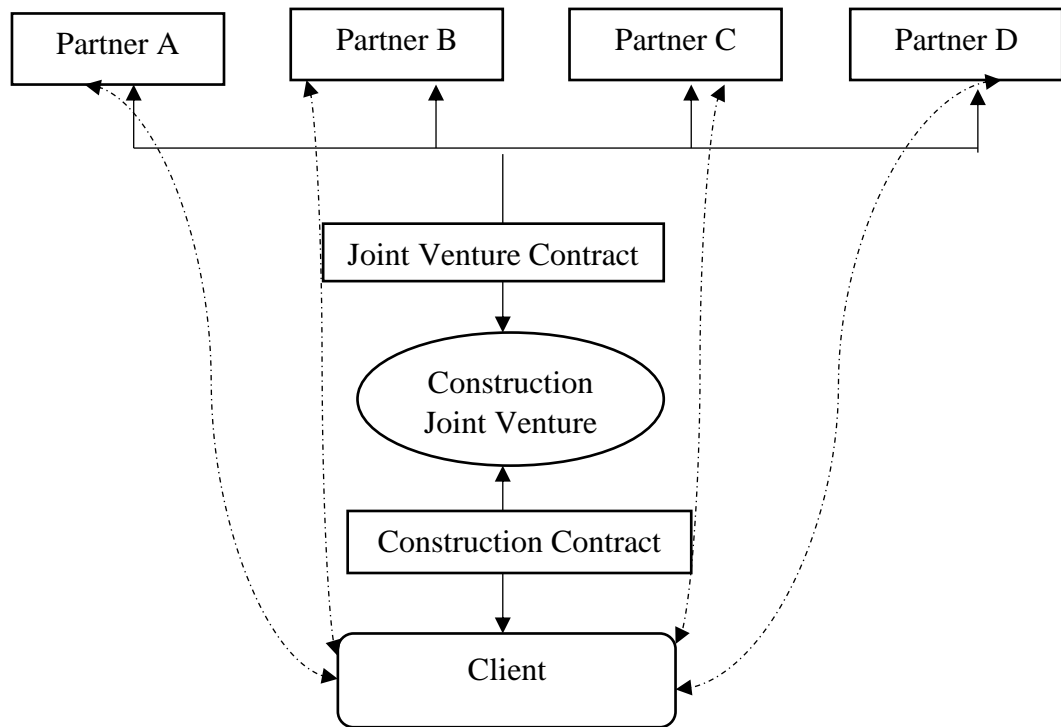 Partner A
Partner B
Partner C
Partner D
Joint Venture Contract
Construction
Joint Venture
Construction Contract
Client